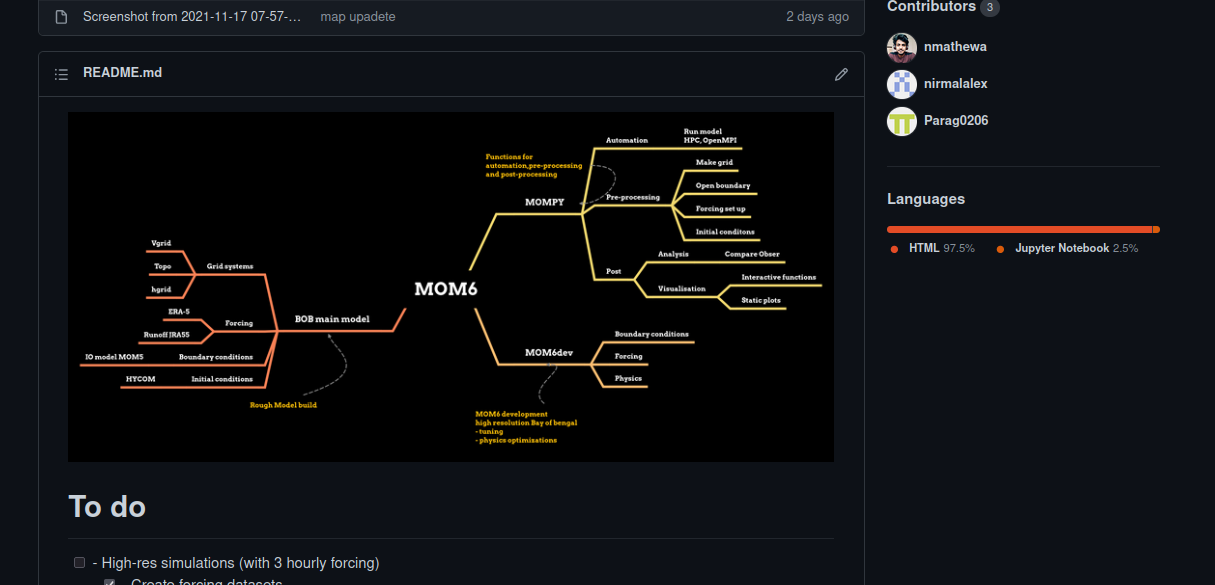 Screenshot from 2021-11-17 07-57-... map upadete 2 days ago
README.md
Functions for
automation,pre-processing
and post-processing
MOMPY
Automation
Run model
HPC, OpenMPI
Pre-processing
Make grid
Open boundary
Forcing set up
Initial conditons
Post
Analysis
Compare Obser
Visualisation
Interactive functions
Static plots
MOM6
BOB main model
Grid systems
Vgrid
Topo
hgrid
Forcing
ERA-5
Runoff JRA55
Boundary conditions
IO model MOM5
Initial conditions
HYCOM
Rough Model build
MOM6dev
Boundary conditions
Forcing
Physics
MOM6 development
high resolution Bay of bengal
- tuning
- physics optimizations
To do
- High-res simulations (with 3 hourly forcing)
Create forcing datasets
Contributors 3
nmathewa
nirmalalex
Parag0206
Languages
HTML 97.5%
Jupyter Notebook 2.5%